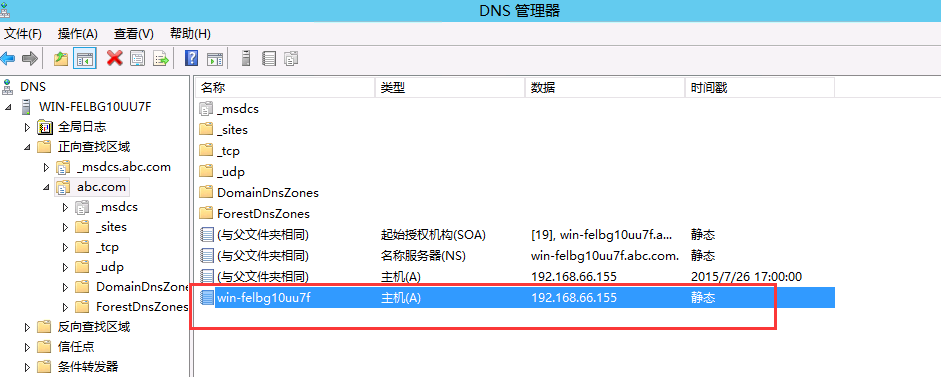 DNS 管理器
文件(F) 操作(A) 查看(V) 帮助(H)
DNS
WIN-FELBG10UU7F
全局日志
正向查找区域
_msdcs.abc.com
abc.com
_msdcs
_sites
_tcp
_udp
DomainDnsZone
ForestDnsZones
反向查找区域
信任点
条件转发器
名称 类型 数据 时间戳
_msdcs
_sites
_tcp
_udp
DomainDnsZones
ForestDnsZones
(与父文件夹相同) 起始授权机构(SOA) [19], win-felbg10uu7f.a... 静态
(与父文件夹相同) 名称服务器(NS) win-felbg10uu7f.abc.com. 静态
(与父文件夹相同) 主机(A) 192.168.66.155 2015/7/26 17:00:00
win-felbg10uu7f 主机(A) 192.168.66.155 静态